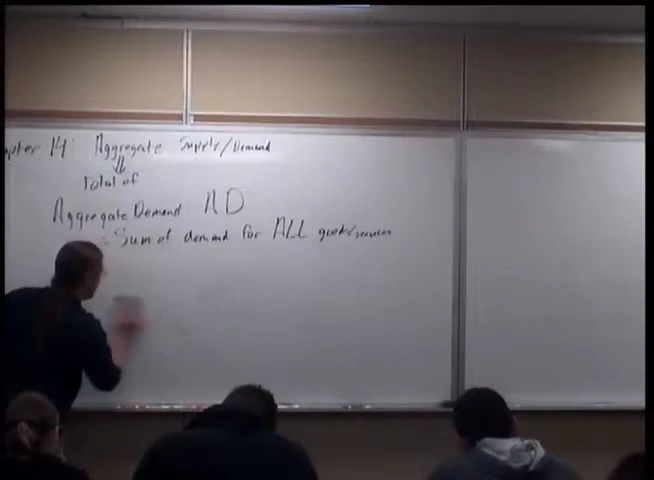 pter 14: Aggregate Supply/Demand
Total of
Aggregate Demand. AD
Sum of demand for ALL goods/services